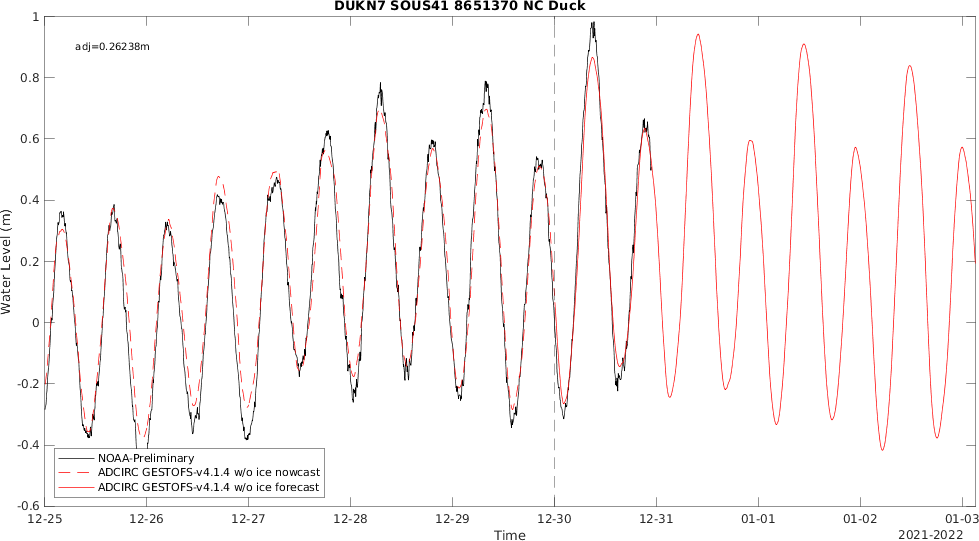 DUKN7 SOUS41 8651370 NC Duck
adj=0.26238m
1
0.8
0.6
0.4
0.2
0
-0.2
-0.4
-0.6
Water Level (m)
NOAA-Preliminary
ADCIRC GESTOFS-v4.1.4 w/o ice nowcast
ADCIRC GESTOFS-v4.1.4 w/o ice forecast
12-25 12-26 12-27 12-28 12-29 12-30 12-31 01-01 01-02 01-03
Time
2021-2022